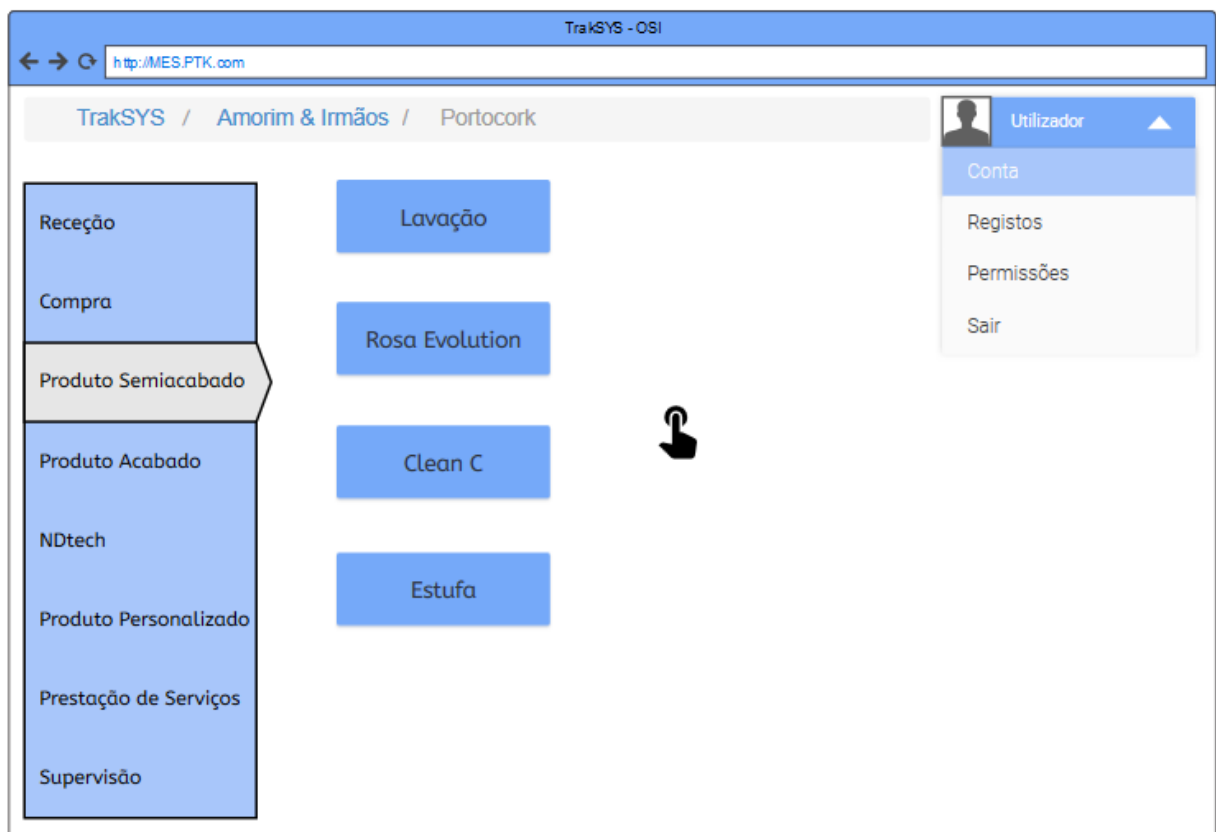 TrakSYS - OSI
http://MES.PTK.com
TrakSYS / Amorim & Irmãos / Portocork
Utilizador
Conta
Registos
Permissões
Sair
Receção
Compra
Produto Semiacabado
Produto Acabado
NDtech
Produto Personalizado
Prestação de Serviços
Supervisão
Lavação
Rosa Evolution
Clean C
Estufa